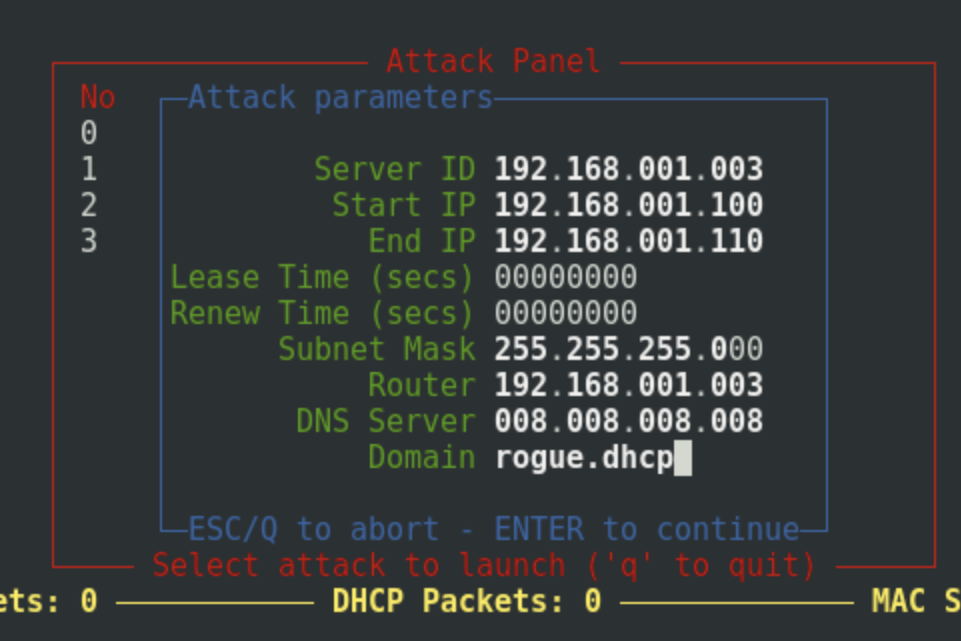 Attack Panel
No
Attack parameters
0
1 Server ID 192.168.001.003
2 Start IP 192.168.001.100
3 End IP 192.168.001.110
Lease Time (secs) 00000000
Renew Time (secs) 00000000
Subnet Mask 255.255.255.000
Router 192.168.001.003
DNS Server 008.008.008.008
Domain rogue.dhcp
ESC/Q to abort - ENTER to continue
Select attack to launch ('q' to quit)
ets: 0 DHCP Packets: 0 MAC S